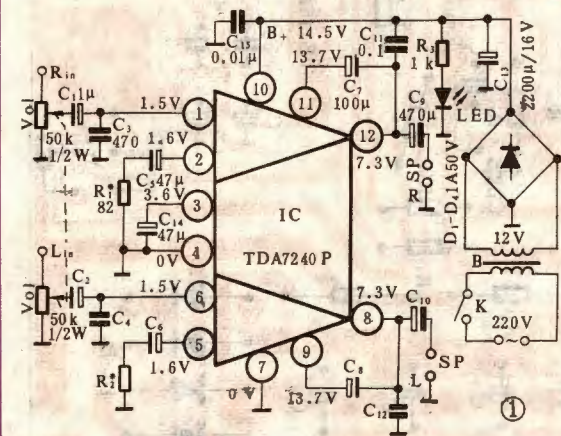 C₁₅
0.01μ
B₊ 14.5V
C₁₁
0.1
13.7V
C₇
100μ
R₃
1k
LED
C₁₃
2200μ/16V
Rin
Vol
50k
1/2W
C₁ 1μ
C₃
470
1.5V
1
10
11
12
C₉
470μ
7.3V
SP
R
D₁-D₄ 1A50V
1.6V
2
C₅ 47μ
R₁*
82
3.6V
3
C₁₄
47μ
0V
4
IC
TDA7240P
12V
B
K
220V
Lin
Vol
50k
1/2W
C₂
C₄
1.5V
6
C₆
5
R₂*
1.6V
7.3V
8
C₁₀
SP
L
7
0V
9
13.7V
C₈
C₁₂
①